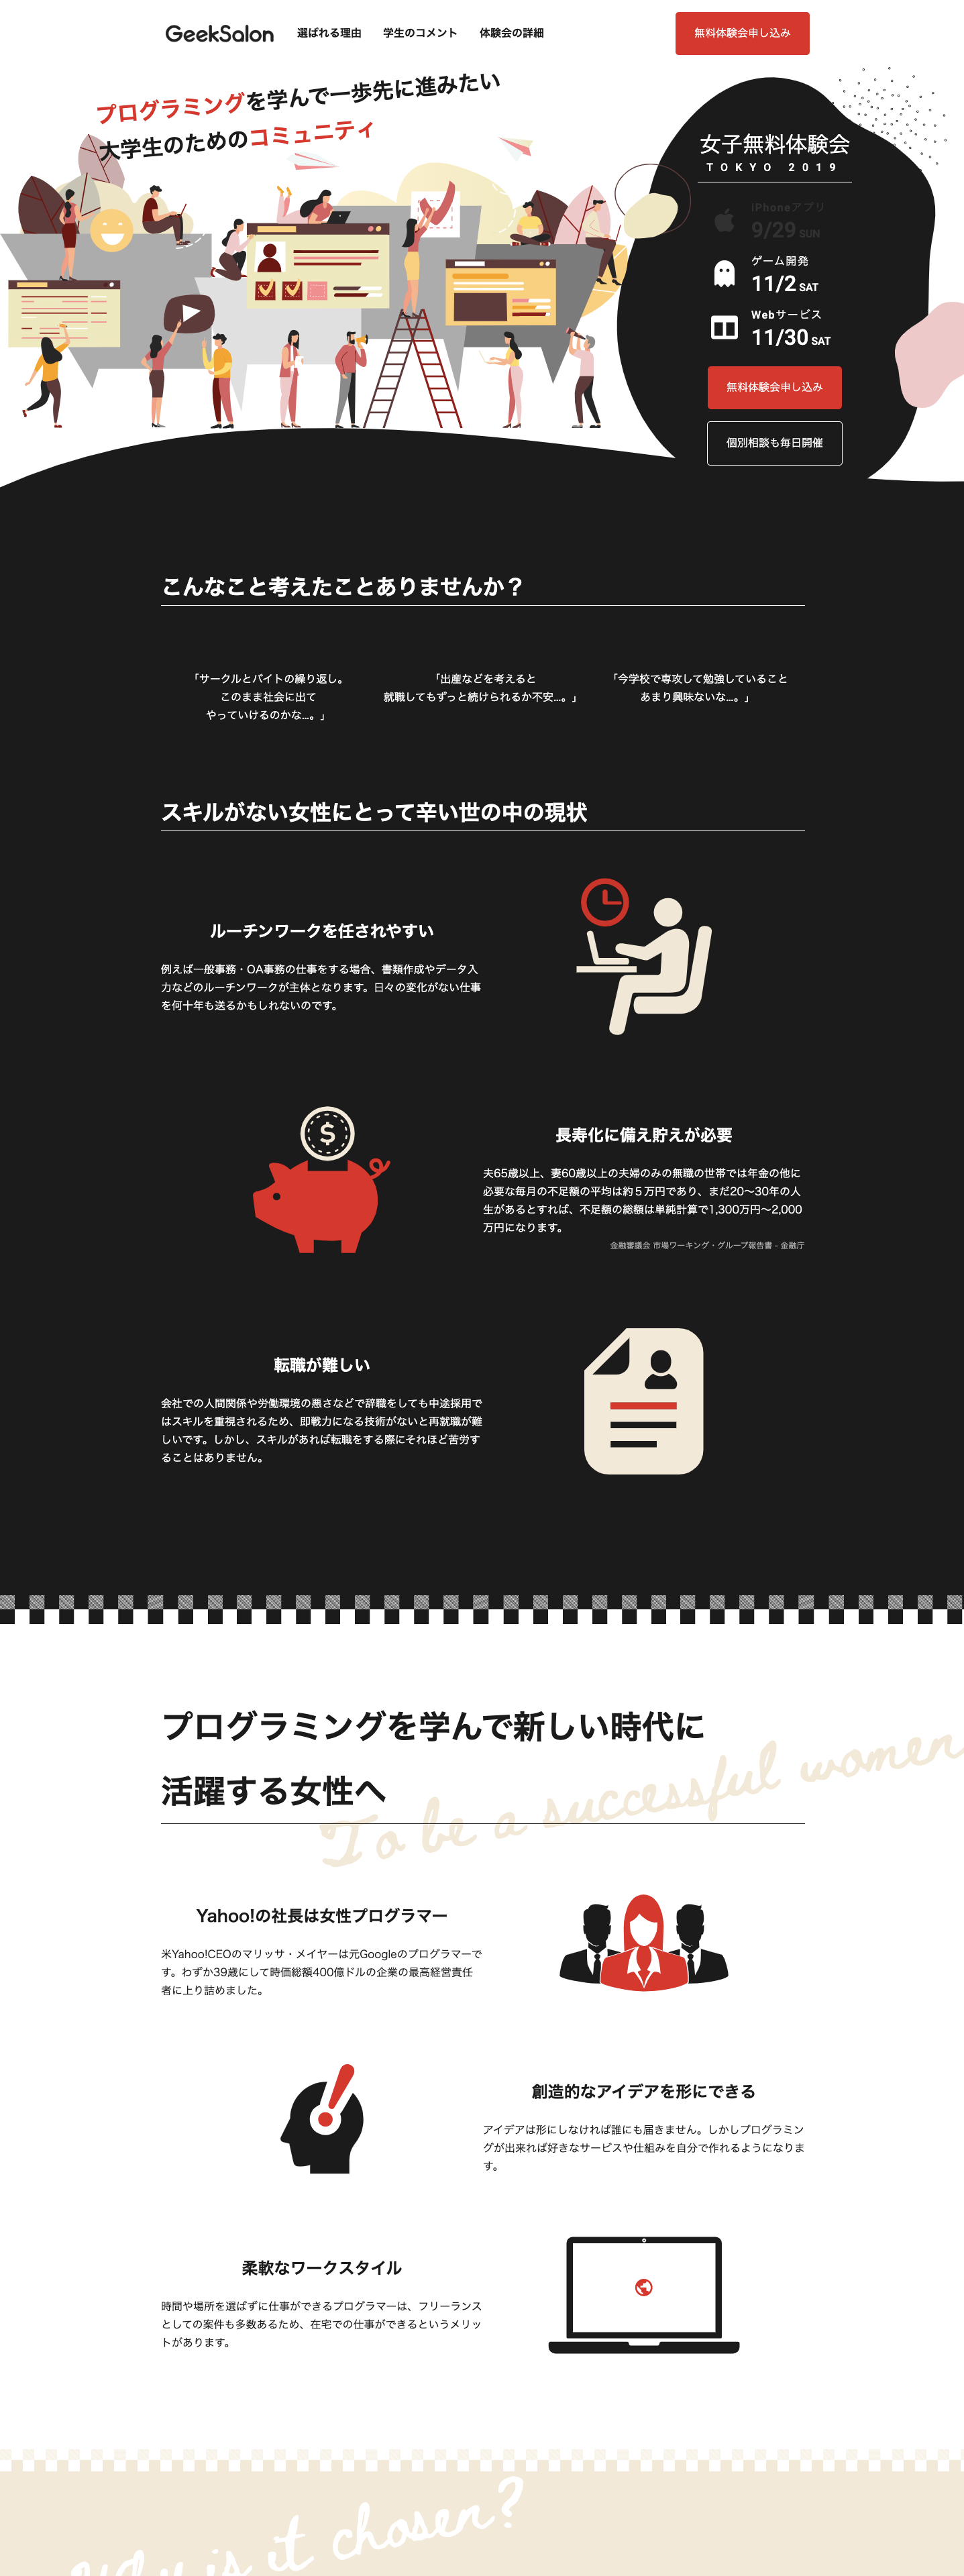 GeekSalon
選ばれる理由
学生のコメント
体験会の詳細
無料体験会申し込み
プログラミングを学んで一歩先に進みたい
大学生のためのコミュニティ
女子無料体験会
TOKYO 2019
iPhoneアプリ
9/29 SUN
ゲーム開発
11/2 SAT
Webサービス
11/30 SAT
無料体験会申し込み
個別相談も毎日開催
こんなこと考えたことありませんか？
「サークルとバイトの繰り返し。
このまま社会に出て
やっていけるのかな...。」
「出産などを考えると
就職してもずっと続けられるか不安...。」
「今学校で専攻して勉強していること
あまり興味ないな...。」
スキルがない女性にとって辛い世の中の現状
ルーチンワークを任されやすい
例えば一般事務・OA事務の仕事をする場合、書類作成やデータ入
力などのルーチンワークが主体となります。日々の変化がない仕事
を何十年も送るかもしれないのです。
長寿化に備え貯えが必要
夫65歳以上、妻60歳以上の夫婦のみの無職の世帯では年金の他に
必要な毎月の不足額の平均は約５万円であり、まだ20〜30年の人
生があるとすれば、不足額の総額は単純計算で1,300万円〜2,000
万円になります。
金融審議会 市場ワーキング・グループ報告書 - 金融庁
転職が難しい
会社での人間関係や労働環境の悪さなどで辞職をしても中途採用で
はスキルを重視されるため、即戦力になる技術がないと再就職が難
しいです。しかし、スキルがあれば転職をする際にそれほど苦労す
ることはありません。
プログラミングを学んで新しい時代に
活躍する女性へ
To be a successful women
Yahoo!の社長は女性プログラマー
米Yahoo!CEOのマリッサ・メイヤーは元Googleのプログラマーで
す。わずか39歳にして時価総額400億ドルの企業の最高経営責任
者に上り詰めました。
創造的なアイデアを形にできる
アイデアは形にしなければ誰にも届きません。しかしプログラミン
グが出来れば好きなサービスや仕組みを自分で作れるようになりま
す。
柔軟なワークスタイル
時間や場所を選ばずに仕事ができるプログラマーは、フリーランス
としての案件も多数あるため、在宅での仕事ができるというメリッ
トがあります。
Why is it chosen?